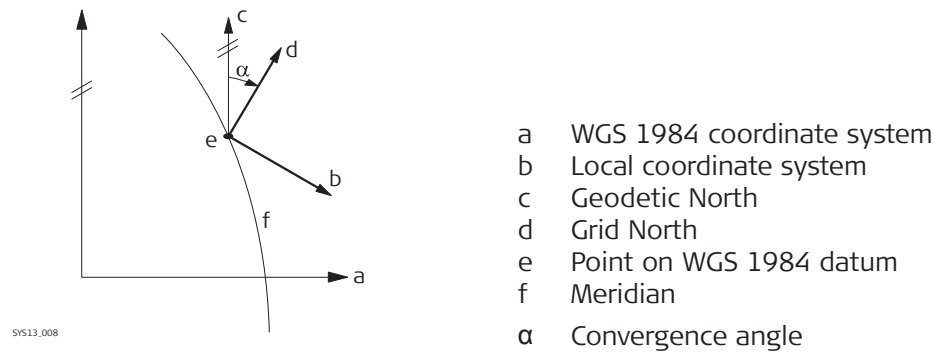 c
d
α
e
b
f
a
SYS13_008
a WGS 1984 coordinate system
b Local coordinate system
c Geodetic North
d Grid North
e Point on WGS 1984 datum
f Meridian
α Convergence angle